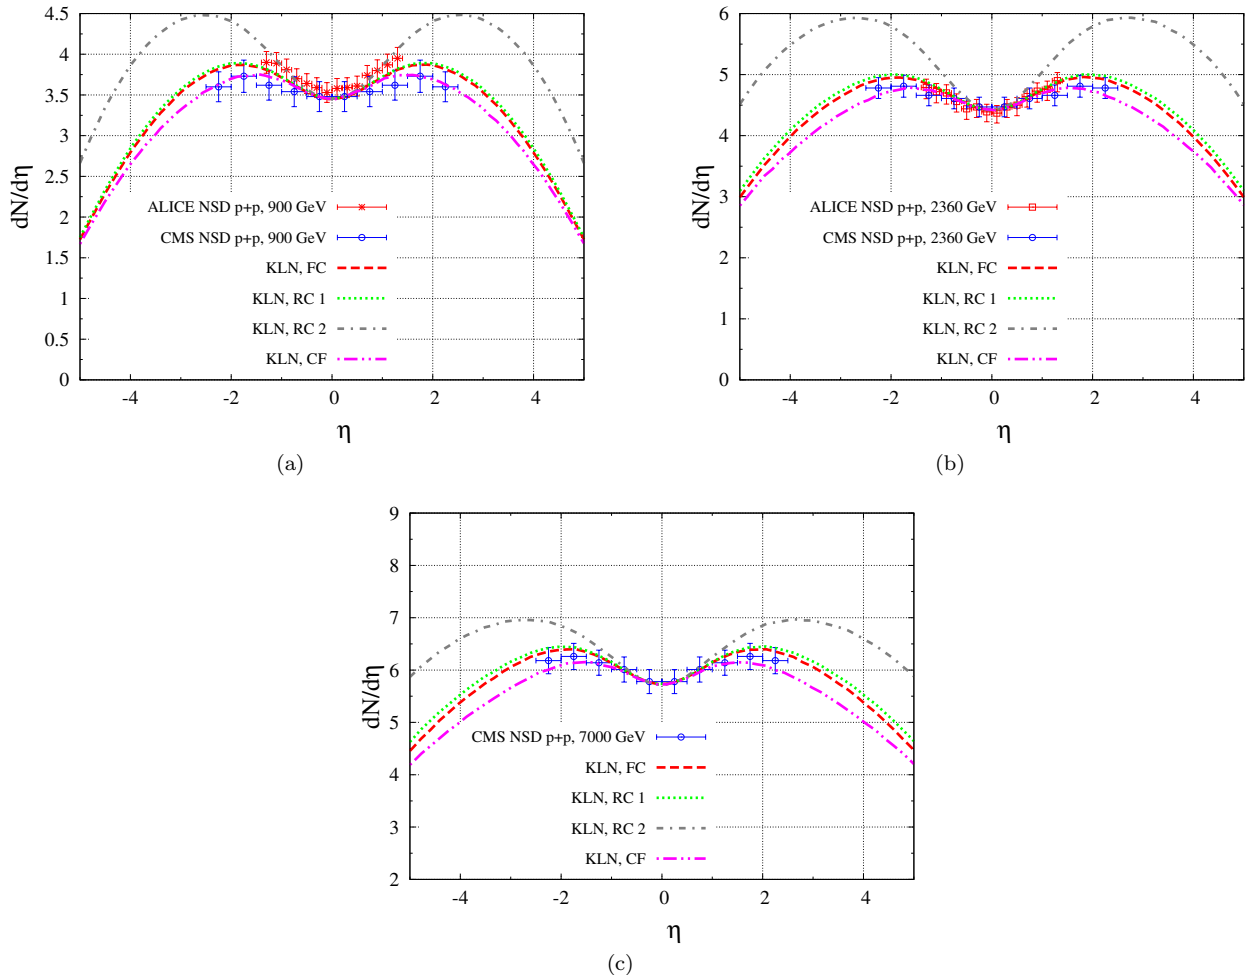 4.5
4
3.5
3
2.5
2
1.5
1
0.5
0
dN/dη
ALICE NSD p+p, 900 GeV
CMS NSD p+p, 900 GeV
KLN, FC
KLN, RC 1
KLN, RC 2
KLN, CF
-4 -2 0 2 4
η
(a)
6
5
4
3
2
1
0
dN/dη
ALICE NSD p+p, 2360 GeV
CMS NSD p+p, 2360 GeV
KLN, FC
KLN, RC 1
KLN, RC 2
KLN, CF
-4 -2 0 2 4
η
(b)
9
8
7
6
5
4
3
2
dN/dη
CMS NSD p+p, 7000 GeV
KLN, FC
KLN, RC 1
KLN, RC 2
KLN, CF
-4 -2 0 2 4
η
(c)